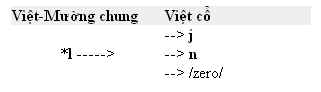 Việt-Mường chung Việt cổ
--> j
*l -----> --> n
--> /zero/